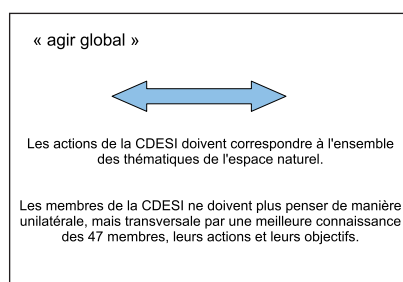 « agir global »
Les actions de la CDESI doivent correspondre à l'ensemble
des thématiques de l'espace naturel.
Les membres de la CDESI ne doivent plus penser de manière
unilatérale, mais transversale par une meilleure connaissance
des 47 membres, leurs actions et leurs objectifs.